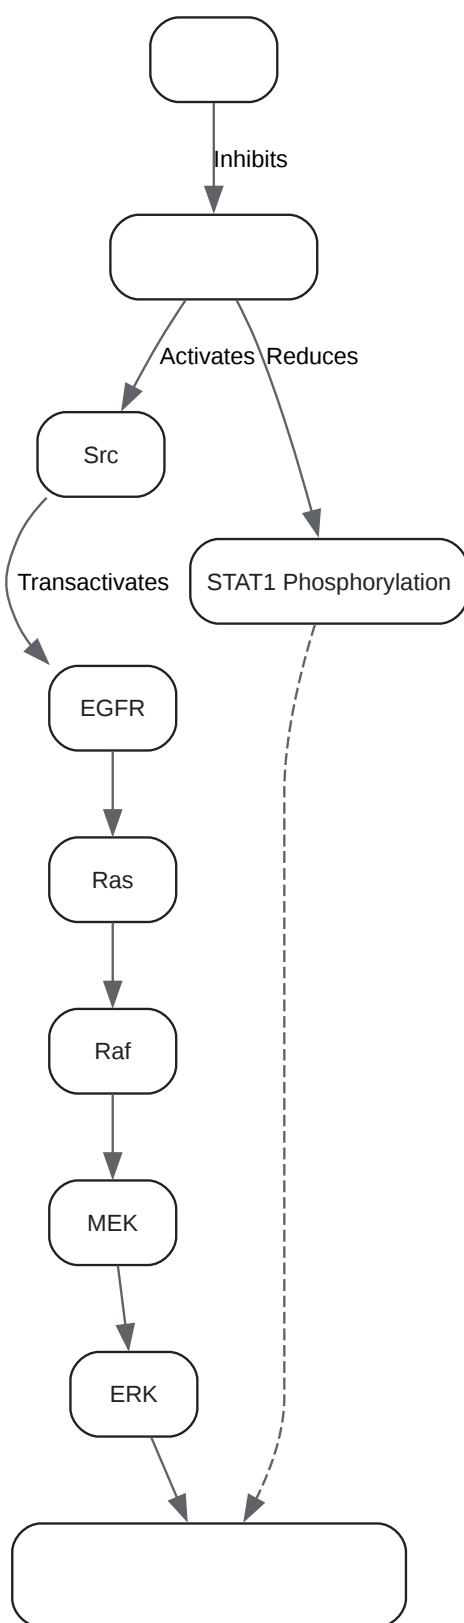 Inhibits
Activates
Reduces
Src
Transactivates
STAT1 Phosphorylation
EGFR
Ras
Raf
MEK
ERK